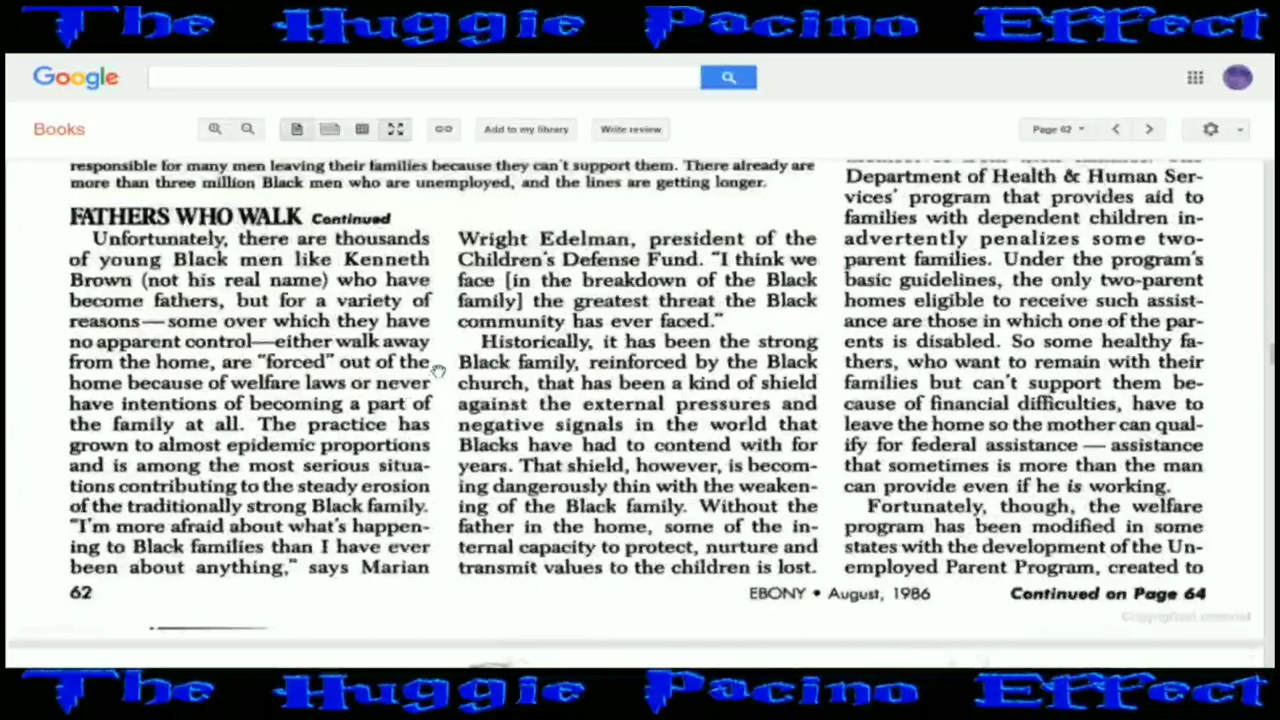 The Huggie Pacino Effect
Google
Books
Add to my library
Write review
Page 62
responsible for many men leaving their families because they can't support them. There already are
more than three million Black men who are unemployed, and the lines are getting longer.
FATHERS WHO WALK Continued
Unfortunately, there are thousands
of young Black men like Kenneth
Brown (not his real name) who have
become fathers, but for a variety of
reasons—some over which they have
no apparent control—either walk away
from the home, are "forced" out of the
home because of welfare laws or never
have intentions of becoming a part of
the family at all. The practice has
grown to almost epidemic proportions
and is among the most serious situa-
tions contributing to the steady erosion
of the traditionally strong Black family.
"I'm more afraid about what's happen-
ing to Black families than I have ever
been about anything," says Marian
Wright Edelman, president of the
Children's Defense Fund. "I think we
face [in the breakdown of the Black
family] the greatest threat the Black
community has ever faced."
Historically, it has been the strong
Black family, reinforced by the Black
church, that has been a kind of shield
against the external pressures and
negative signals in the world that
Blacks have had to contend with for
years. That shield, however, is becom-
ing dangerously thin with the weaken-
ing of the Black family. Without the
father in the home, some of the in-
ternal capacity to protect, nurture and
transmit values to the children is lost.
Department of Health & Human Ser-
vices' program that provides aid to
families with dependent children in-
advertently penalizes some two-
parent families. Under the program's
basic guidelines, the only two-parent
homes eligible to receive such assist-
ance are those in which one of the par-
ents is disabled. So some healthy fa-
thers, who want to remain with their
families but can't support them be-
cause of financial difficulties, have to
leave the home so the mother can qual-
ify for federal assistance — assistance
that sometimes is more than the man
can provide even if he is working.
Fortunately, though, the welfare
program has been modified in some
states with the development of the Un-
employed Parent Program, created to
62
EBONY • August, 1986
Continued on Page 64
Copyrighted material
The Huggie Pacino Effect